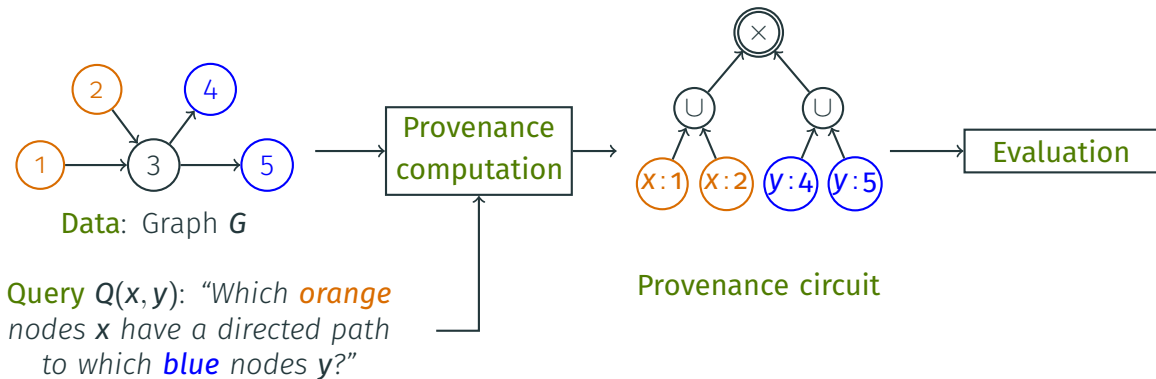 2
4
1
3
5
Data: Graph G
Query Q(x, y): “Which orange
nodes x have a directed path
to which blue nodes y?”
Provenance
computation
×
∪ ∪
x:1 x:2 y:4 y:5
Provenance circuit
Evaluation